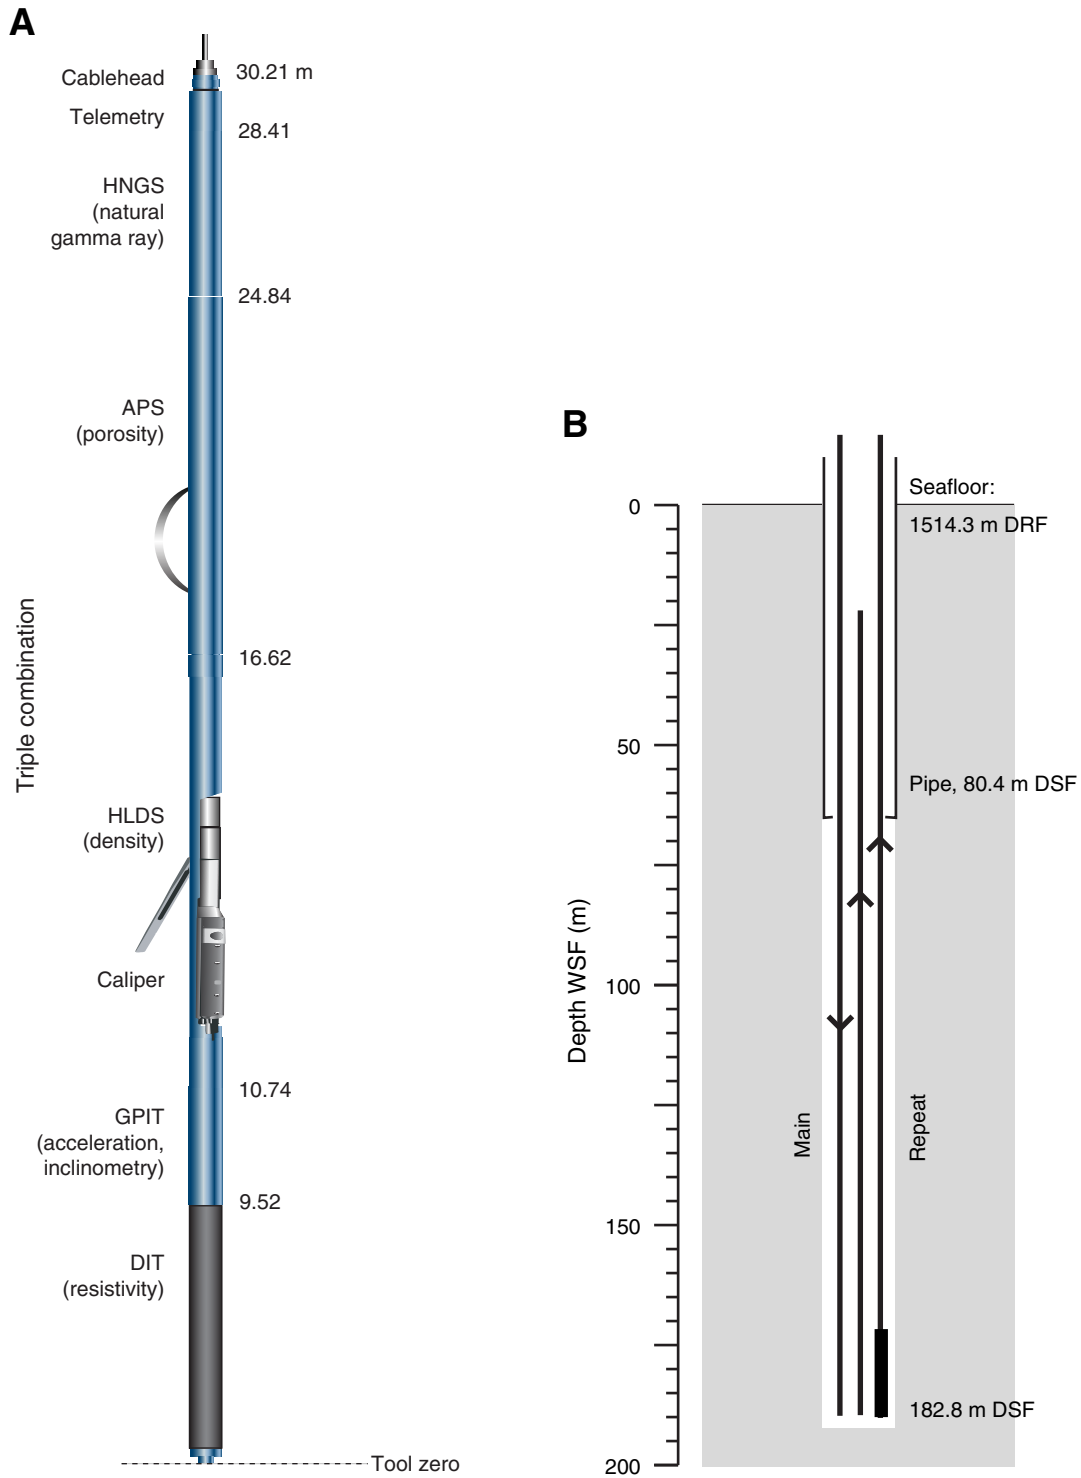 A
Cablehead
30.21 m
Telemetry
28.41
HNGS
(natural
gamma ray)
24.84
APS
(porosity)
16.62
Triple combination
HLDS
(density)
Caliper
10.74
GPIT
(acceleration,
inclinometry)
9.52
DIT
(resistivity)
Tool zero
B
Seafloor:
0
1514.3 m DRF
50
Pipe, 80.4 m DSF
Depth WSF (m)
100
Main
Repeat
150
182.8 m DSF
200